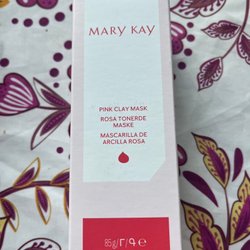 MARY KAY
PINK CLAY MASK
ROSA TONERDE
MASKE
MASCARILLA DE
ARCILLA ROSA
85 g/